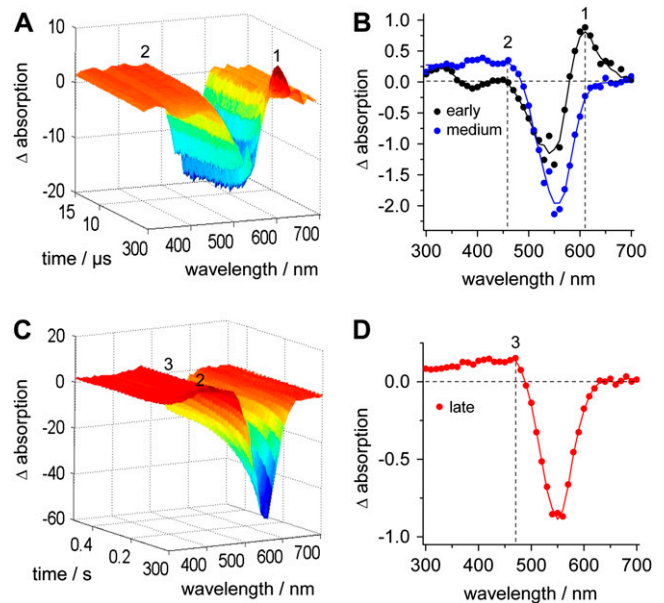 A
2
1
10
0
-10
-20
Δ absorption
15
10
time / µs
300
400
500
600
700
wavelength / nm
B
2
1
1.0
0.5
0.0
-0.5
-1.0
-1.5
-2.0
Δ absorption
early
medium
300
400
500
600
700
wavelength / nm
C
3
2
20
0
-20
-40
-60
Δ absorption
0.4
0.2
time / s
300
400
500
600
700
wavelength / nm
D
3
0.0
-0.5
-1.0
Δ absorption
late
300
400
500
600
700
wavelength / nm